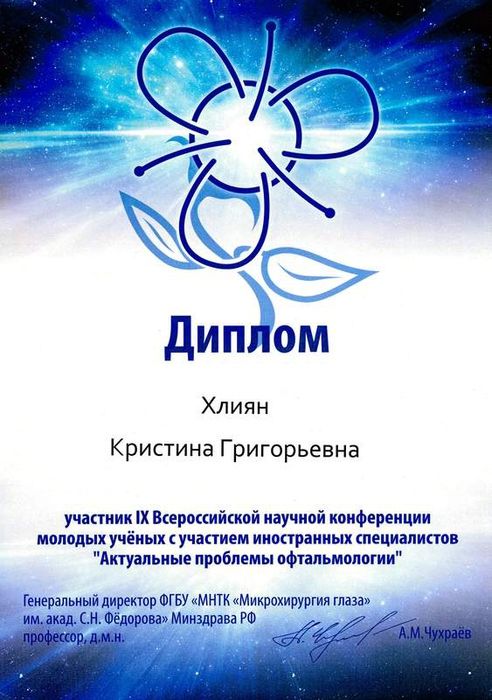 Диплом
Хлиян
Кристина Григорьевна
участник IX Всероссийской научной конференции
молодых учёных с участием иностранных специалистов
"Актуальные проблемы офтальмологии"
Генеральный директор ФГБУ «МНТК «Микрохирургия глаза»
им. акад. С.Н. Фёдорова» Минздрава РФ
профессор, д.м.н.
А.М.Чухраёв